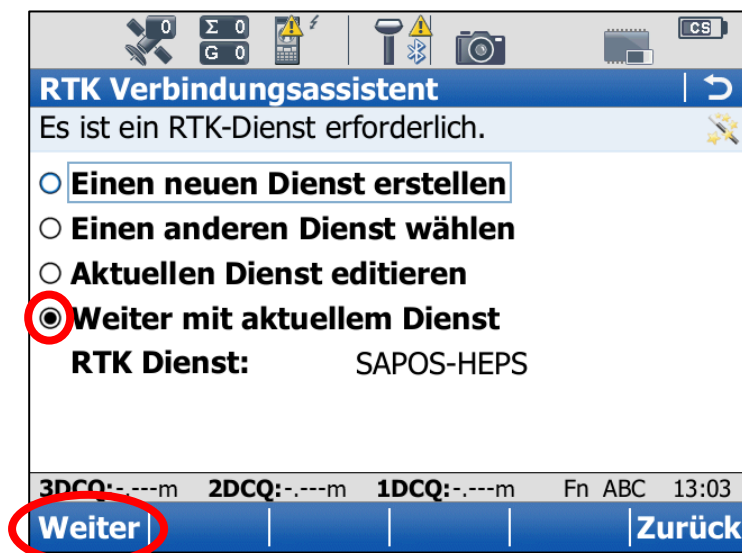 0
Σ 0
G 0
CS
RTK Verbindungsassistent
Es ist ein RTK-Dienst erforderlich.
Einen neuen Dienst erstellen
Einen anderen Dienst wählen
Aktuellen Dienst editieren
Weiter mit aktuellem Dienst
RTK Dienst: SAPOS-HEPS
3DCQ:-.---m 2DCQ:-.---m 1DCQ:-.---m Fn ABC 13:03
Weiter Zurück